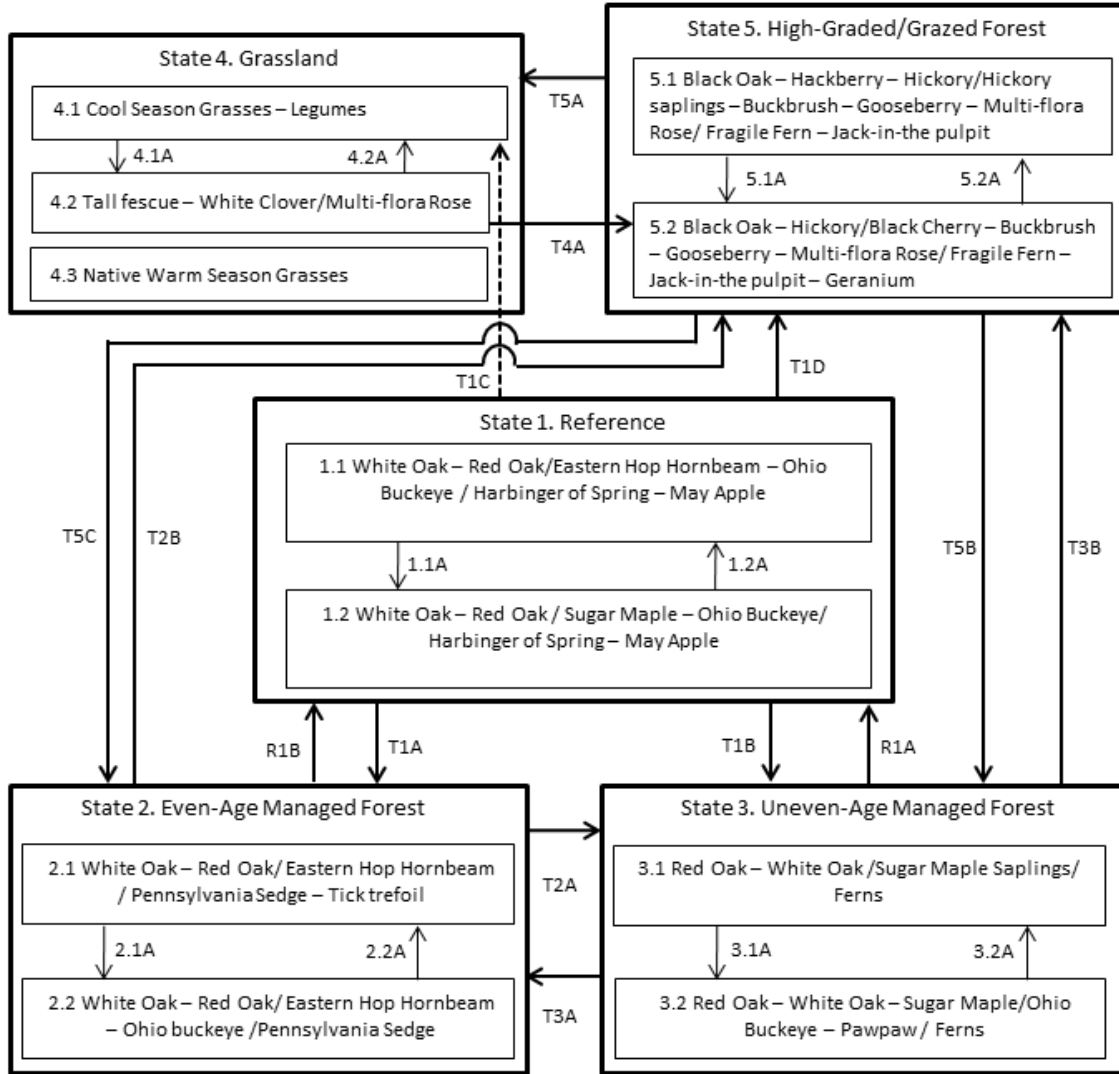 State 4. Grassland
4.1 Cool Season Grasses – Legumes
4.1A
4.2A
4.2 Tall fescue – White Clover/Multi-flora Rose
4.3 Native Warm Season Grasses
T5A
T4A
State 5. High-Graded/Grazed Forest
5.1 Black Oak – Hackberry – Hickory/Hickory
saplings – Buckbrush – Gooseberry – Multi-flora
Rose/ Fragile Fern – Jack-in-the pulpit
5.1A
5.2A
5.2 Black Oak – Hickory/Black Cherry – Buckbrush
– Gooseberry – Multi-flora Rose/ Fragile Fern –
Jack-in-the pulpit – Geranium
T1C
T1D
State 1. Reference
1.1 White Oak – Red Oak/Eastern Hop Hornbeam – Ohio
Buckeye / Harbinger of Spring – May Apple
1.1A
1.2A
1.2 White Oak – Red Oak / Sugar Maple – Ohio Buckeye/
Harbinger of Spring – May Apple
T5C
T2B
T5B
T3B
R1B
T1A
T1B
R1A
State 2. Even-Age Managed Forest
2.1 White Oak – Red Oak/ Eastern Hop Hornbeam
/ Pennsylvania Sedge – Tick trefoil
2.1A
2.2A
2.2 White Oak – Red Oak/ Eastern Hop Hornbeam
– Ohio buckeye /Pennsylvania Sedge
T2A
T3A
State 3. Uneven-Age Managed Forest
3.1 Red Oak – White Oak /Sugar Maple Saplings/
Ferns
3.1A
3.2A
3.2 Red Oak – White Oak – Sugar Maple/Ohio
Buckeye – Pawpaw / Ferns